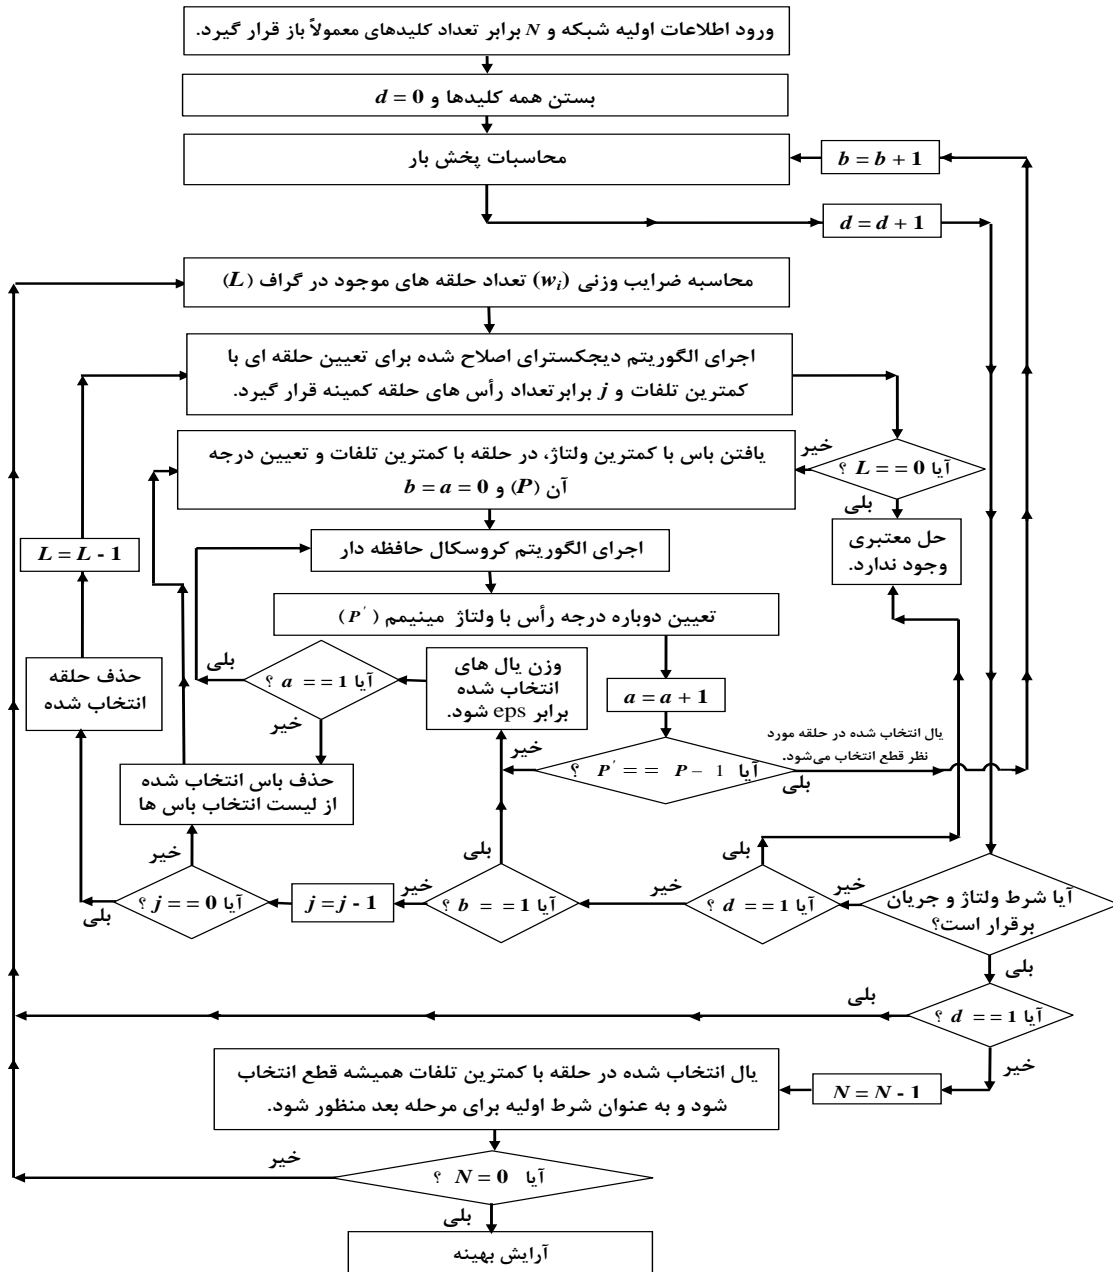 ورود اطلاعات اولیه شبکه و N برابر تعداد کلیدهای معمولاً باز قرار گیرد.
بستن همه کلیدها و d = 0
محاسبات پخش بار
b = b + 1
d = d + 1
محاسبه ضرایب وزنی (wi) تعداد حلقه های موجود در گراف (L)
اجرای الگوریتم دیجکسترای اصلاح شده برای تعیین حلقه ای با
کمترین تلفات و j برابرتعداد رأس های حلقه کمینه قرار گیرد.
یافتن باس با کمترین ولتاژ، در حلقه با کمترین تلفات و تعیین درجه
آن (P) و b = a = 0
خیر
آیا L == 0 ؟
بلی
حل معتبری
وجود ندارد.
L = L - 1
اجرای الگوریتم کروسکال حافظه دار
تعیین دوباره درجه رأس با ولتاژ مینیمم (P')
حذف حلقه
انتخاب شده
بلی
آیا a == 1 ؟
خیر
وزن یال های
انتخاب شده
برابر eps شود.
a = a + 1
خیر
آیا P' == P - 1 ؟
بلی
یال انتخاب شده در حلقه مورد
نظر قطع انتخاب می‌شود.
حذف باس انتخاب شده
از لیست انتخاب باس ها
خیر
آیا j == 0 ؟
بلی
j = j - 1
بلی
خیر
آیا b == 1 ؟
بلی
خیر
آیا d == 1 ؟
خیر
آیا شرط ولتاژ و جریان
برقرار است؟
بلی
بلی
آیا d == 1 ؟
خیر
N = N - 1
یال انتخاب شده در حلقه با کمترین تلفات همیشه قطع انتخاب
شود و به عنوان شرط اولیه برای مرحله بعد منظور شود.
خیر
آیا N = 0 ؟
بلی
آرایش بهینه